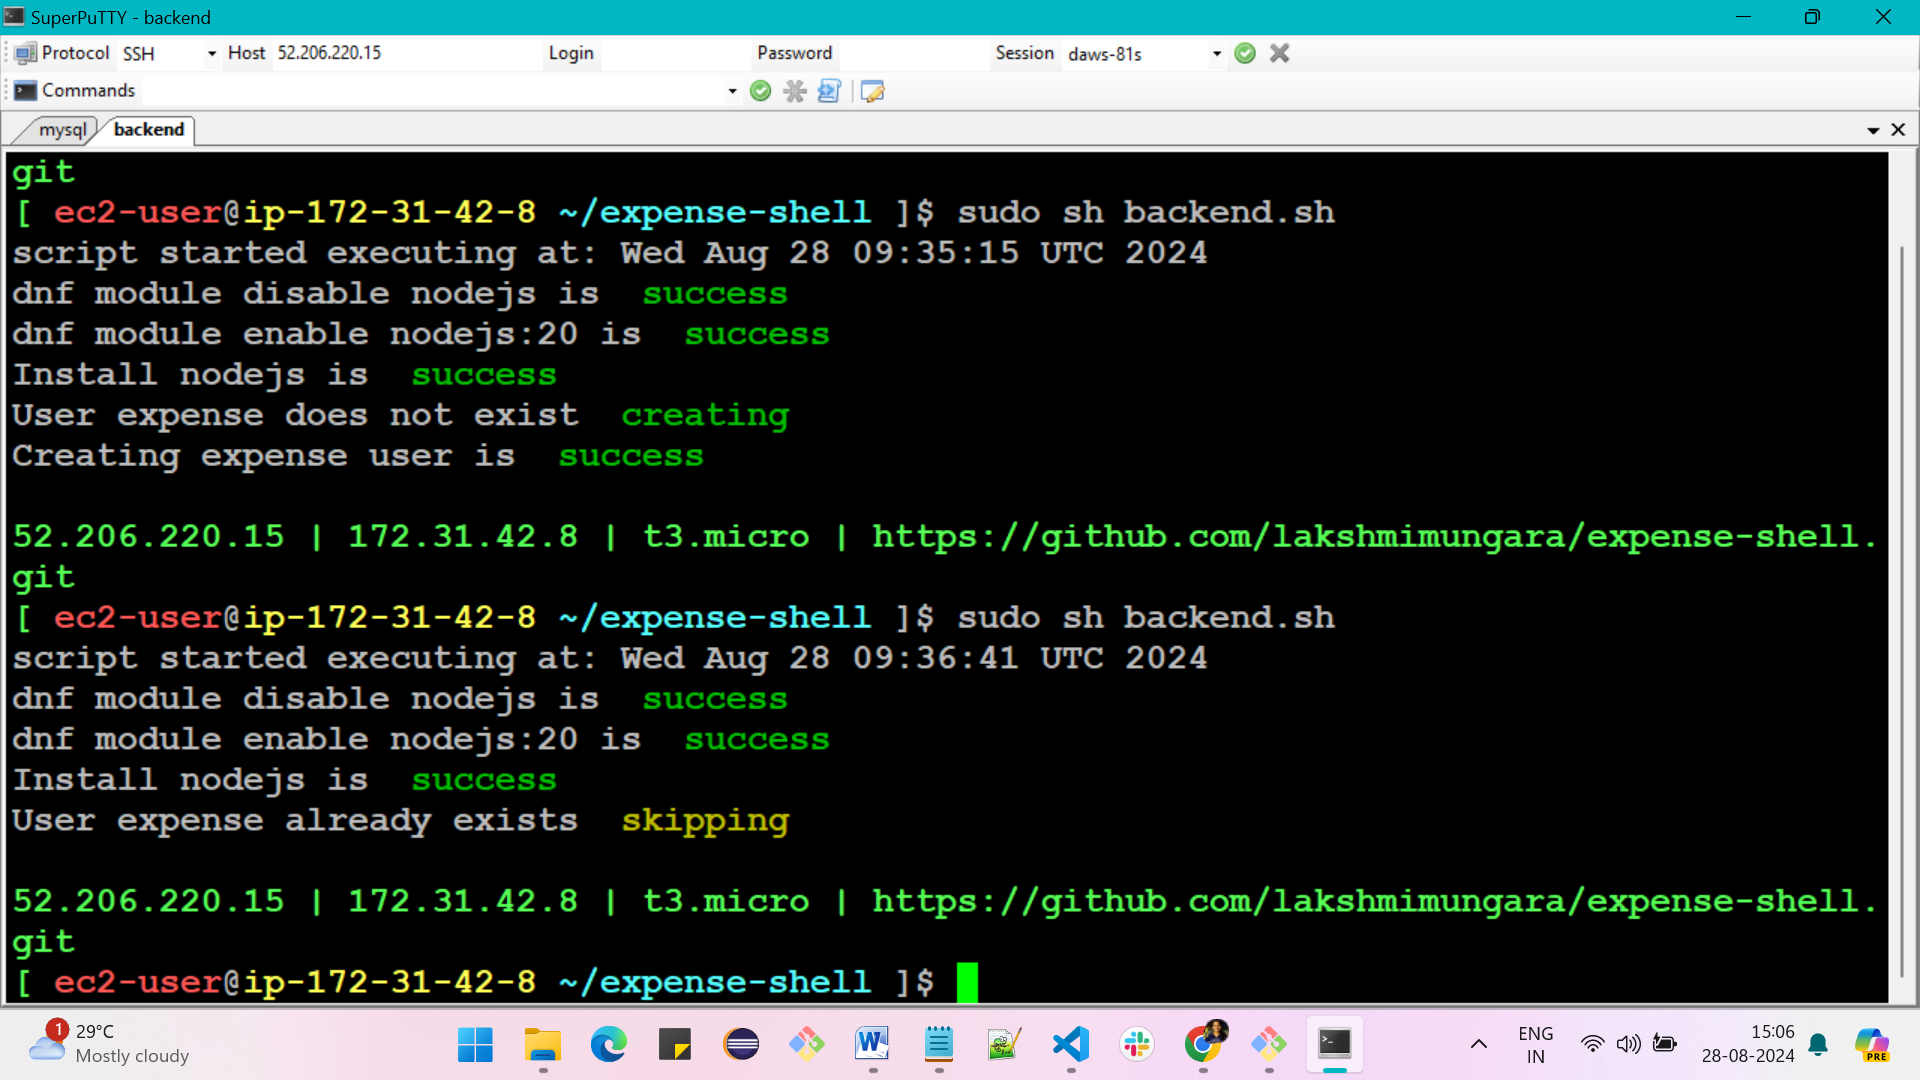 SuperPuTTY - backend
Protocol SSH Host 52.206.220.15 Login Password Session daws-81s
Commands
mysql backend
git
[ ec2-user@ip-172-31-42-8 ~/expense-shell ]$ sudo sh backend.sh
script started executing at: Wed Aug 28 09:35:15 UTC 2024
dnf module disable nodejs is  success
dnf module enable nodejs:20 is  success
Install nodejs is  success
User expense does not exist  creating
Creating expense user is  success
52.206.220.15 | 172.31.42.8 | t3.micro | https://github.com/lakshmimungara/expense-shell.
git
[ ec2-user@ip-172-31-42-8 ~/expense-shell ]$ sudo sh backend.sh
script started executing at: Wed Aug 28 09:36:41 UTC 2024
dnf module disable nodejs is  success
dnf module enable nodejs:20 is  success
Install nodejs is  success
User expense already exists  skipping
52.206.220.15 | 172.31.42.8 | t3.micro | https://github.com/lakshmimungara/expense-shell.
git
[ ec2-user@ip-172-31-42-8 ~/expense-shell ]$
1 29°C
Mostly cloudy
ENG
IN
15:06
28-08-2024
PRE